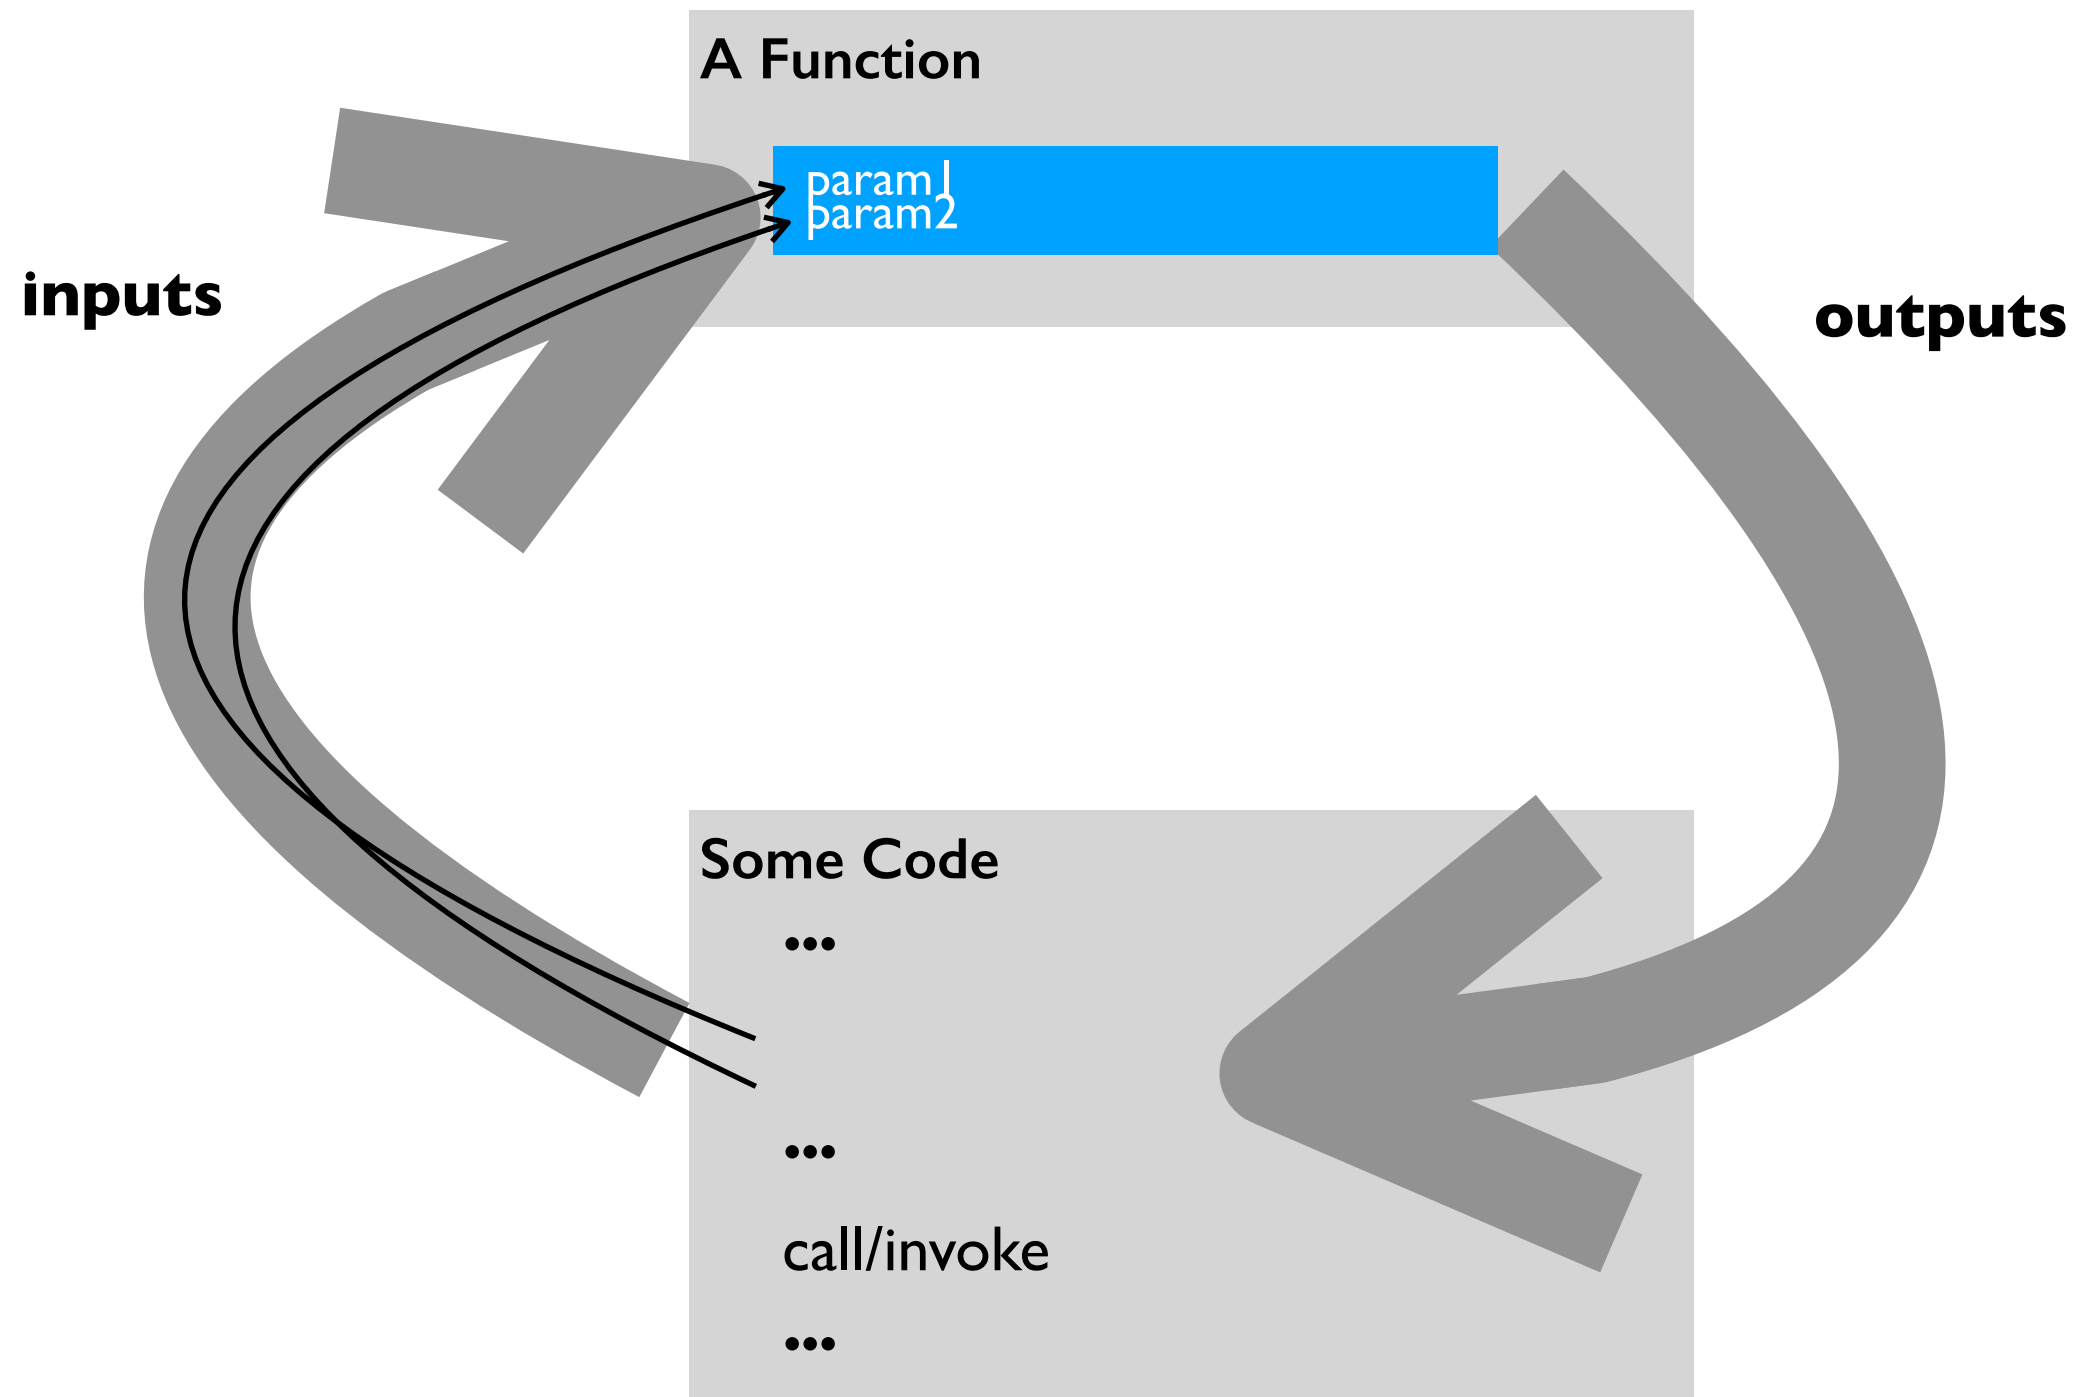 A Function
param1
param2
inputs
outputs
Some Code
•••
•••
call/invoke
•••